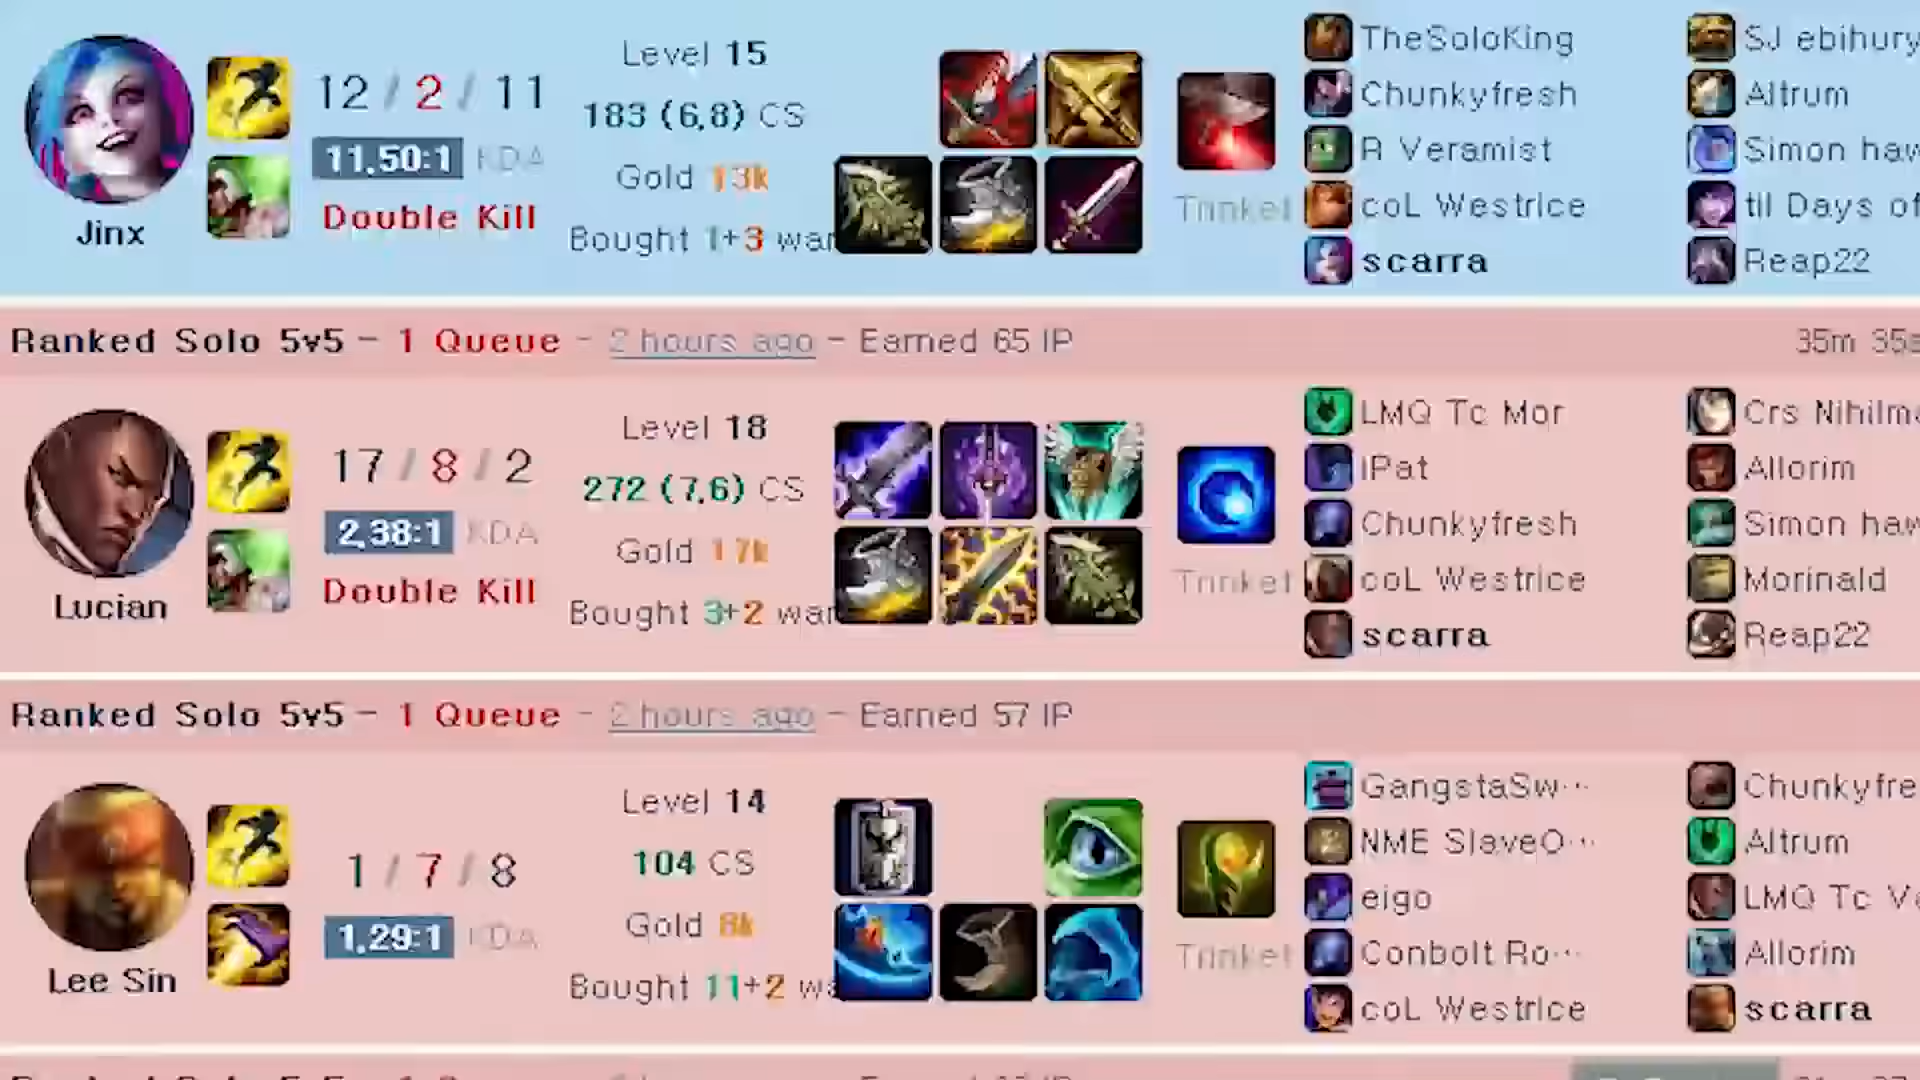 Level 15
TheSoloKing
SJ ebihury
12 / 2 / 11
183 (6.8) CS
Chunkyfresh
Altrum
11.50:1 KDA
R Veramist
Simon haw
Gold 13k
Double Kill
Trinket
coL Westrice
til Days of
Jinx
Bought 1+3 war
scarra
Reap22
Ranked Solo 5v5 - 1 Queue - 2 hours ago - Earned 65 IP
35m 35s
Level 18
LMQ Tc Mor
Crs Nihilm
17 / 8 / 2
272 (7.6) CS
IPat
Allorim
2.38:1 KDA
Chunkyfresh
Simon haw
Gold 17k
Double Kill
Trinket
coL Westrice
Morinald
Lucian
Bought 3+2 war
scarra
Reap22
Ranked Solo 5v5 - 1 Queue - 2 hours ago - Earned 57 IP
Level 14
GangstaSw...
Chunkyfre
1 / 7 / 8
104 CS
NME SlaveO...
Altrum
1.29:1 KDA
eigo
LMQ Tc V
Gold 8k
Trinket
Conbolt Ro...
Allorim
Lee Sin
Bought 11+2 wa
coL Westrice
scarra